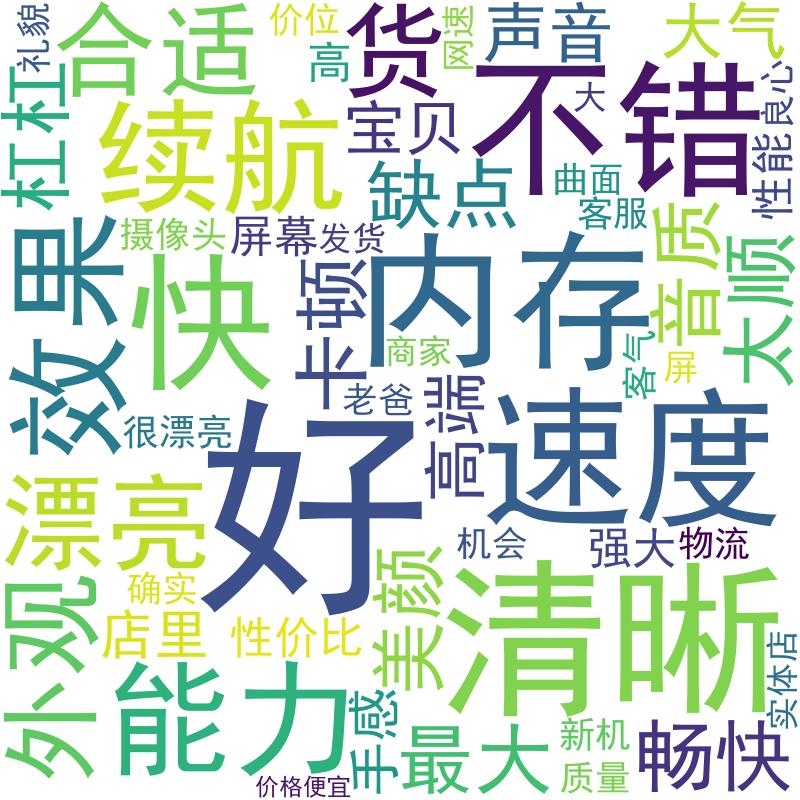 礼貌
合适
价位
高
货
网速
声音
大气
不错
大
良心
杠杠
续航
宝贝
性能
缺点
曲面
客服
效果
摄像头
屏幕
发货
音质
太顺
快
卡顿
内存
商家
客气
屏
老爸
很漂亮
好
高端
速度
漂亮
机会
强大
物流
外观
确实
店里
性价比
美颜
清晰
实体店
能力
手感
最大
新机
质量
畅快
价格便宜